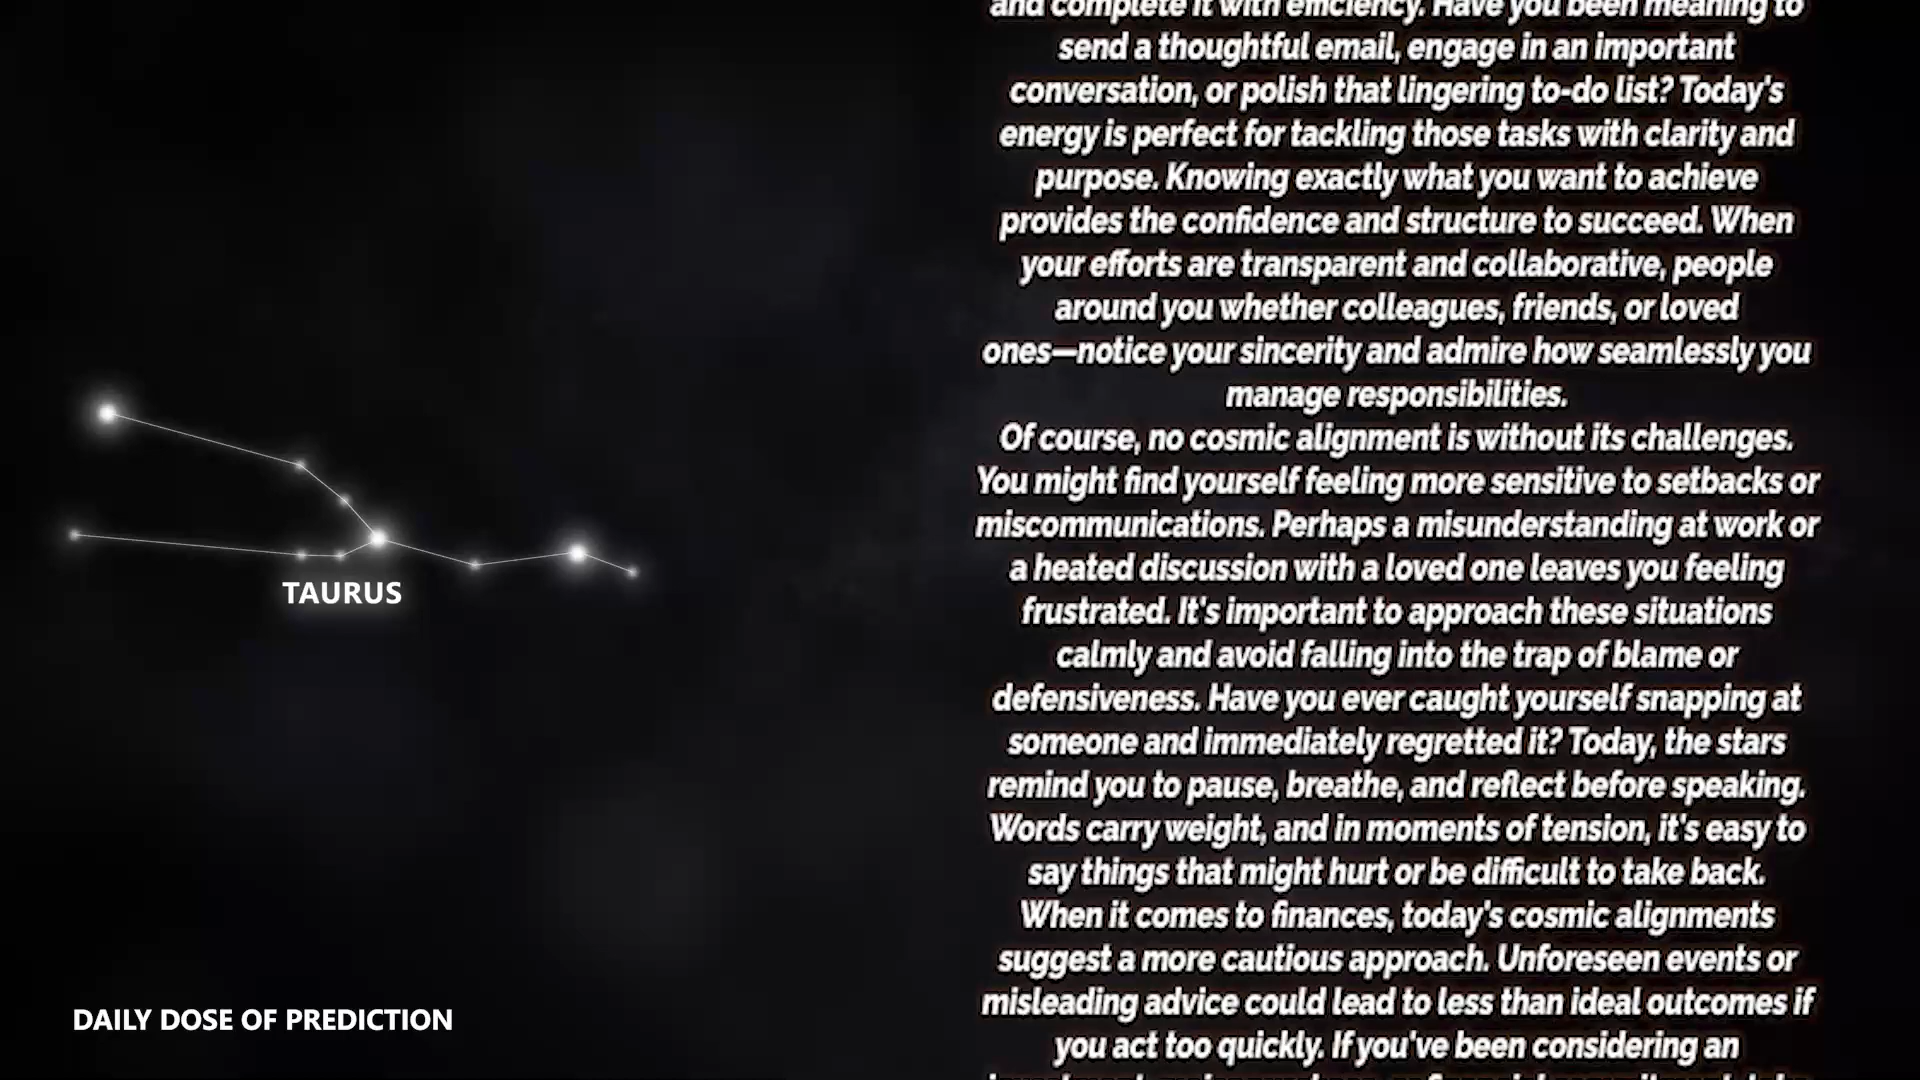 and complete it with efficiency. Have you been meaning to
send a thoughtful email, engage in an important
conversation, or polish that lingering to-do list? Today's
energy is perfect for tackling those tasks with clarity and
purpose. Knowing exactly what you want to achieve
provides the confidence and structure to succeed. When
your efforts are transparent and collaborative, people
around you whether colleagues, friends, or loved
ones—notice your sincerity and admire how seamlessly you
manage responsibilities.
Of course, no cosmic alignment is without its challenges.
You might find yourself feeling more sensitive to setbacks or
miscommunications. Perhaps a misunderstanding at work or
a heated discussion with a loved one leaves you feeling
frustrated. It's important to approach these situations
calmly and avoid falling into the trap of blame or
defensiveness. Have you ever caught yourself snapping at
someone and immediately regretted it? Today, the stars
remind you to pause, breathe, and reflect before speaking.
Words carry weight, and in moments of tension, it's easy to
say things that might hurt or be difficult to take back.
When it comes to finances, today's cosmic alignments
suggest a more cautious approach. Unforeseen events or
misleading advice could lead to less than ideal outcomes if
you act too quickly. If you've been considering an
TAURUS
DAILY DOSE OF PREDICTION